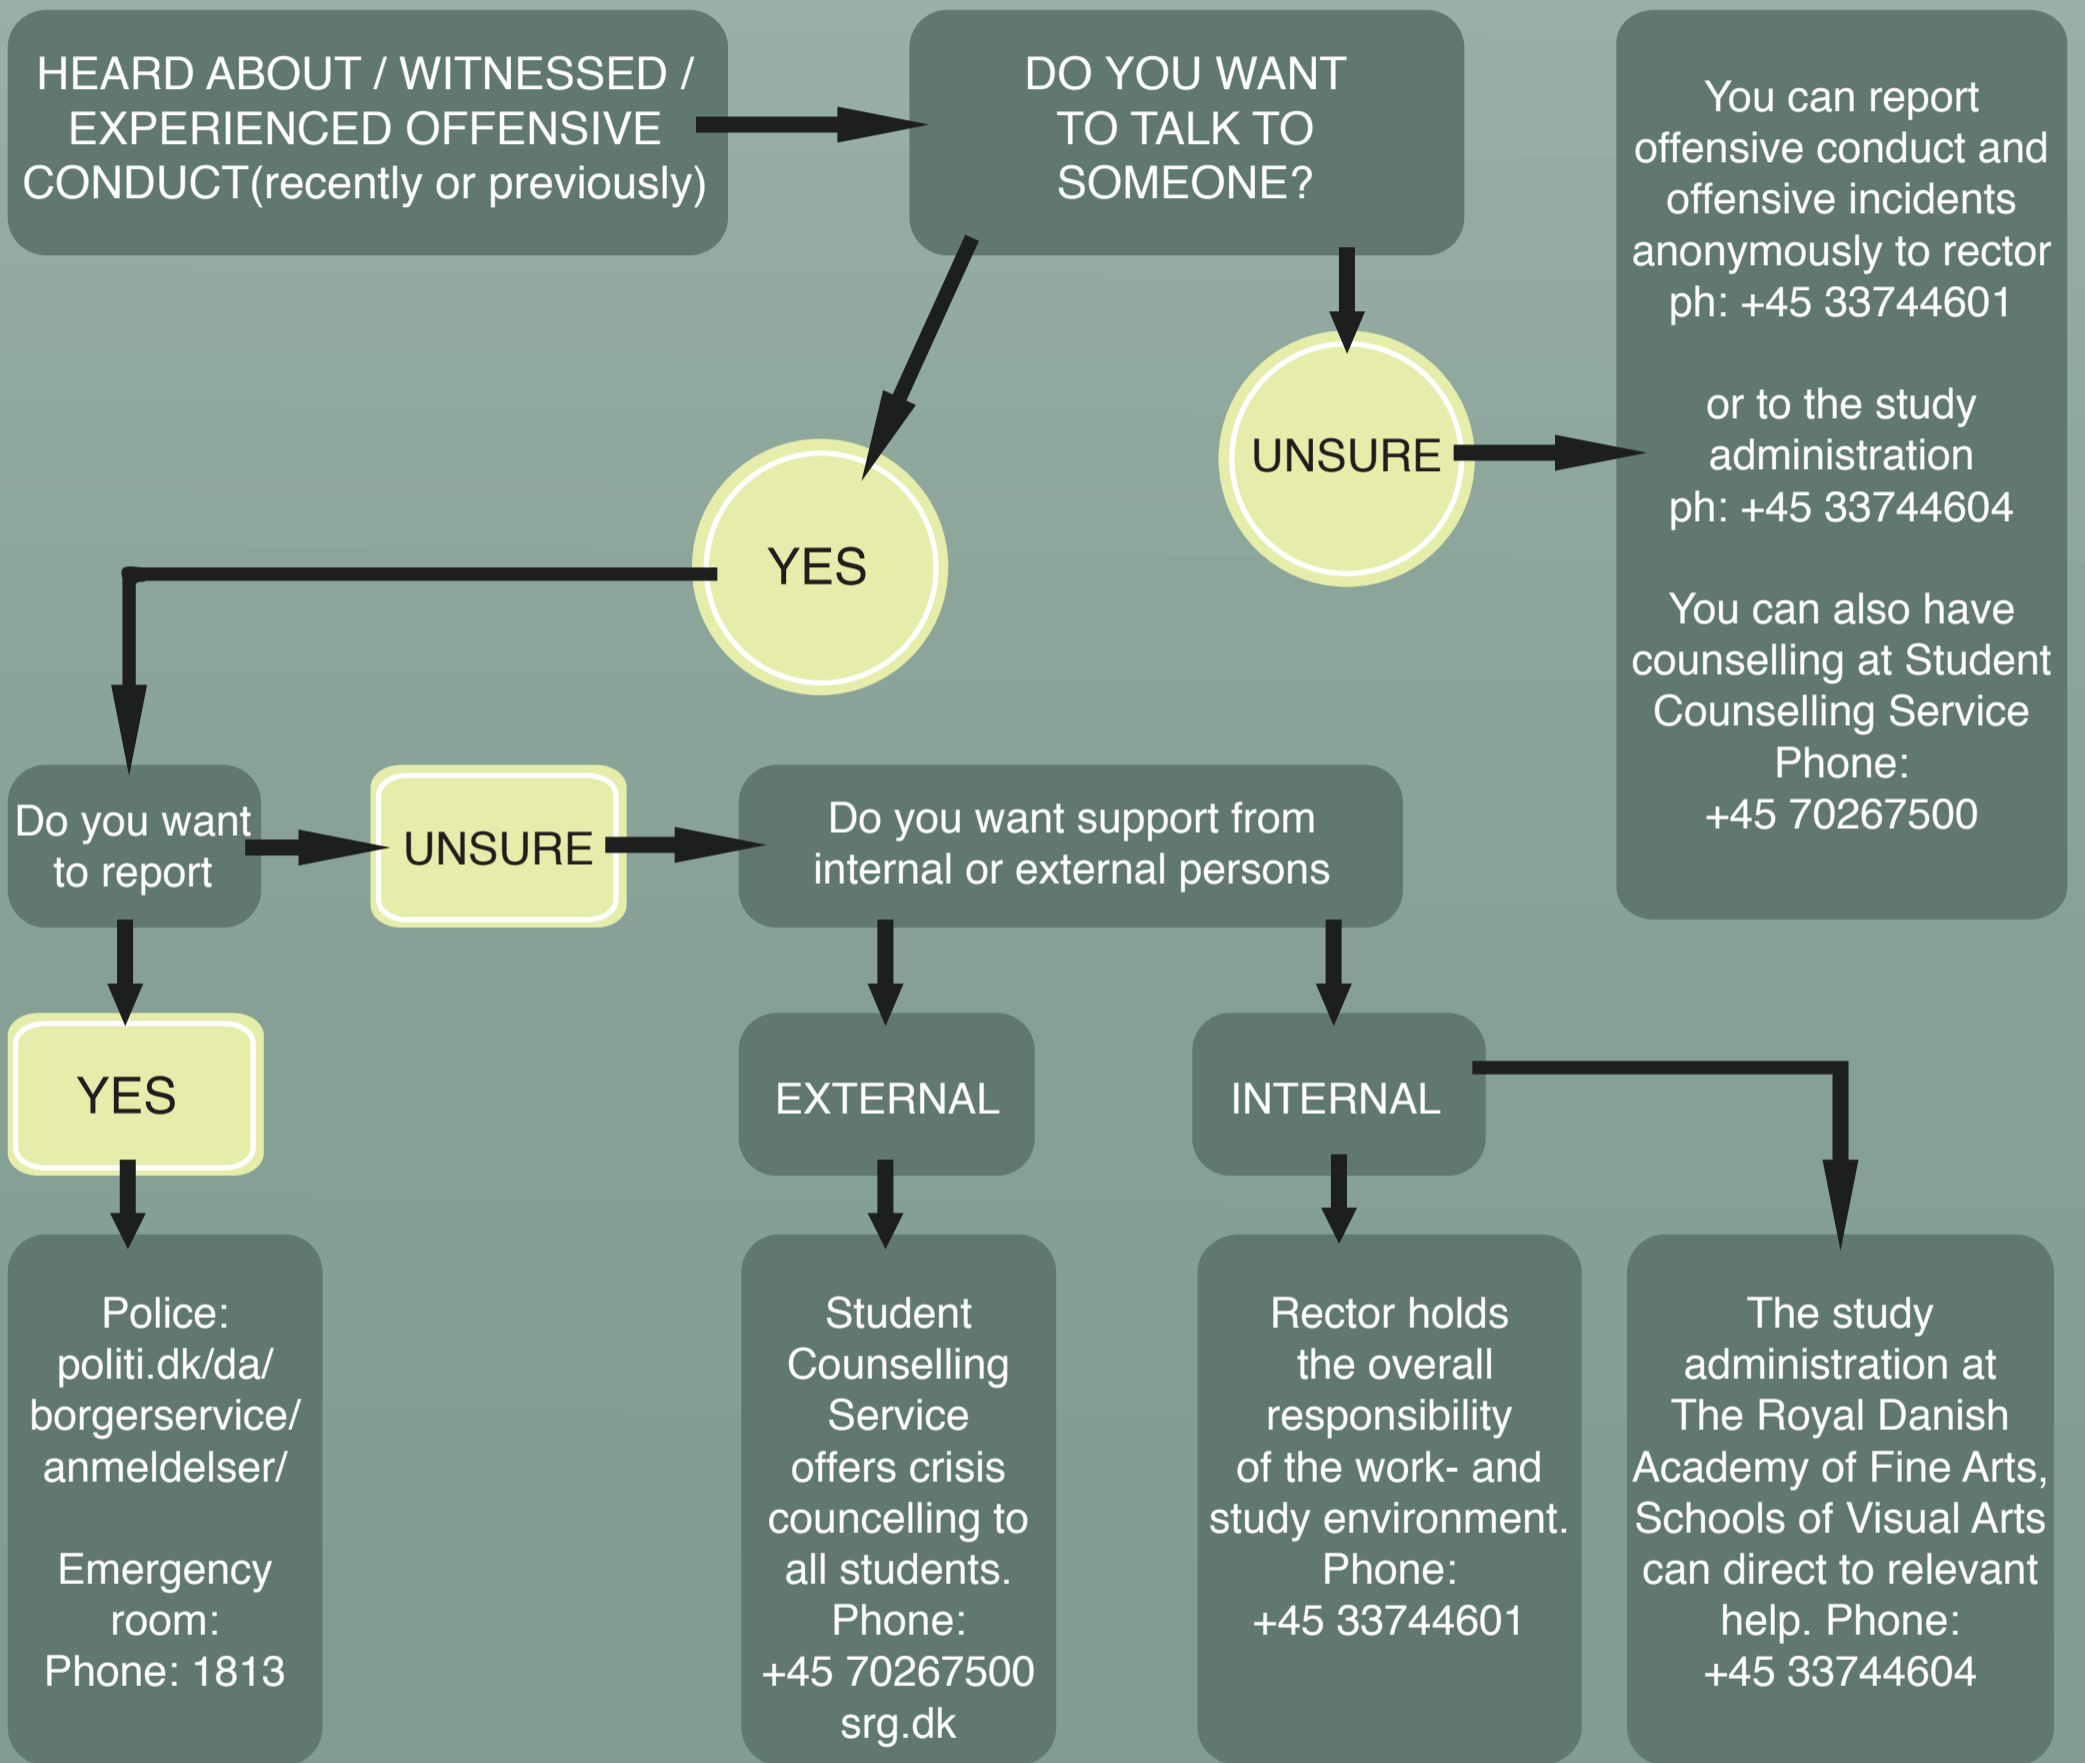 HEARD ABOUT / WITNESSED /
EXPERIENCED OFFENSIVE
CONDUCT(recently or previously)
DO YOU WANT
TO TALK TO
SOMEONE?
You can report
offensive conduct and
offensive incidents
anonymously to rector
ph: +45 33744601
or to the study
administration
ph: +45 33744604
You can also have
counselling at Student
Counselling Service
Phone:
+45 70267500
UNSURE
YES
Do you want
to report
UNSURE
Do you want support from
internal or external persons
YES
EXTERNAL
INTERNAL
Police:
politi.dk/da/
borgerservice/
anmeldelser/
Emergency
room:
Phone: 1813
Student
Counselling
Service
offers crisis
councelling to
all students.
Phone:
+45 70267500
srg.dk
Rector holds
the overall
responsibility
of the work- and
study environment.
Phone:
+45 33744601
The study
administration at
The Royal Danish
Academy of Fine Arts,
Schools of Visual Arts
can direct to relevant
help. Phone:
+45 33744604